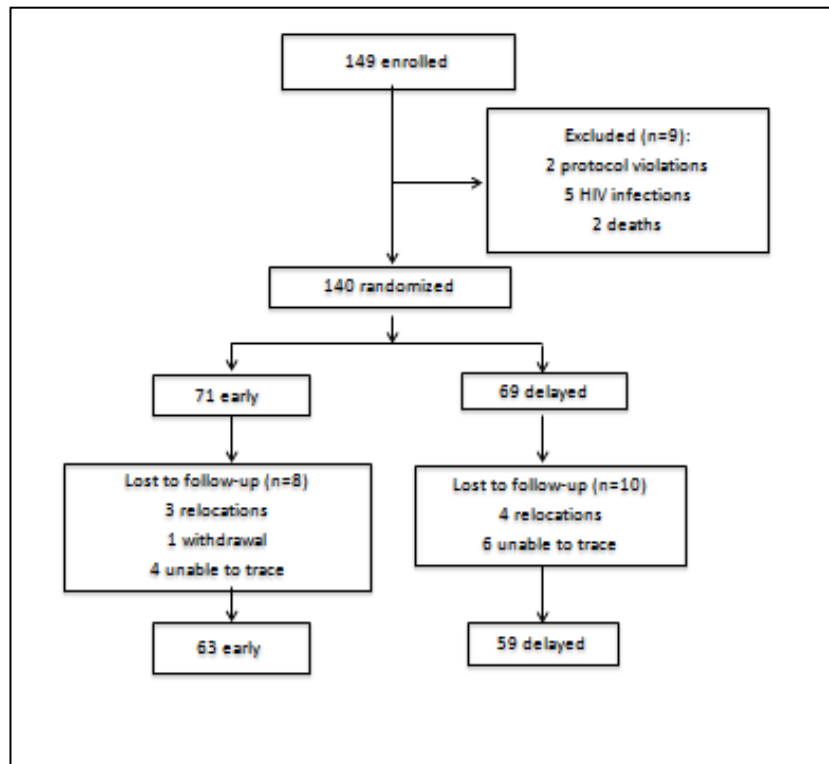 149 enrolled
Excluded (n=9):
2 protocol violations
5 HIV infections
2 deaths
140 randomized
71 early
69 delayed
Lost to follow-up (n=8)
3 relocations
1 withdrawal
4 unable to trace
Lost to follow-up (n=10)
4 relocations
6 unable to trace
63 early
59 delayed